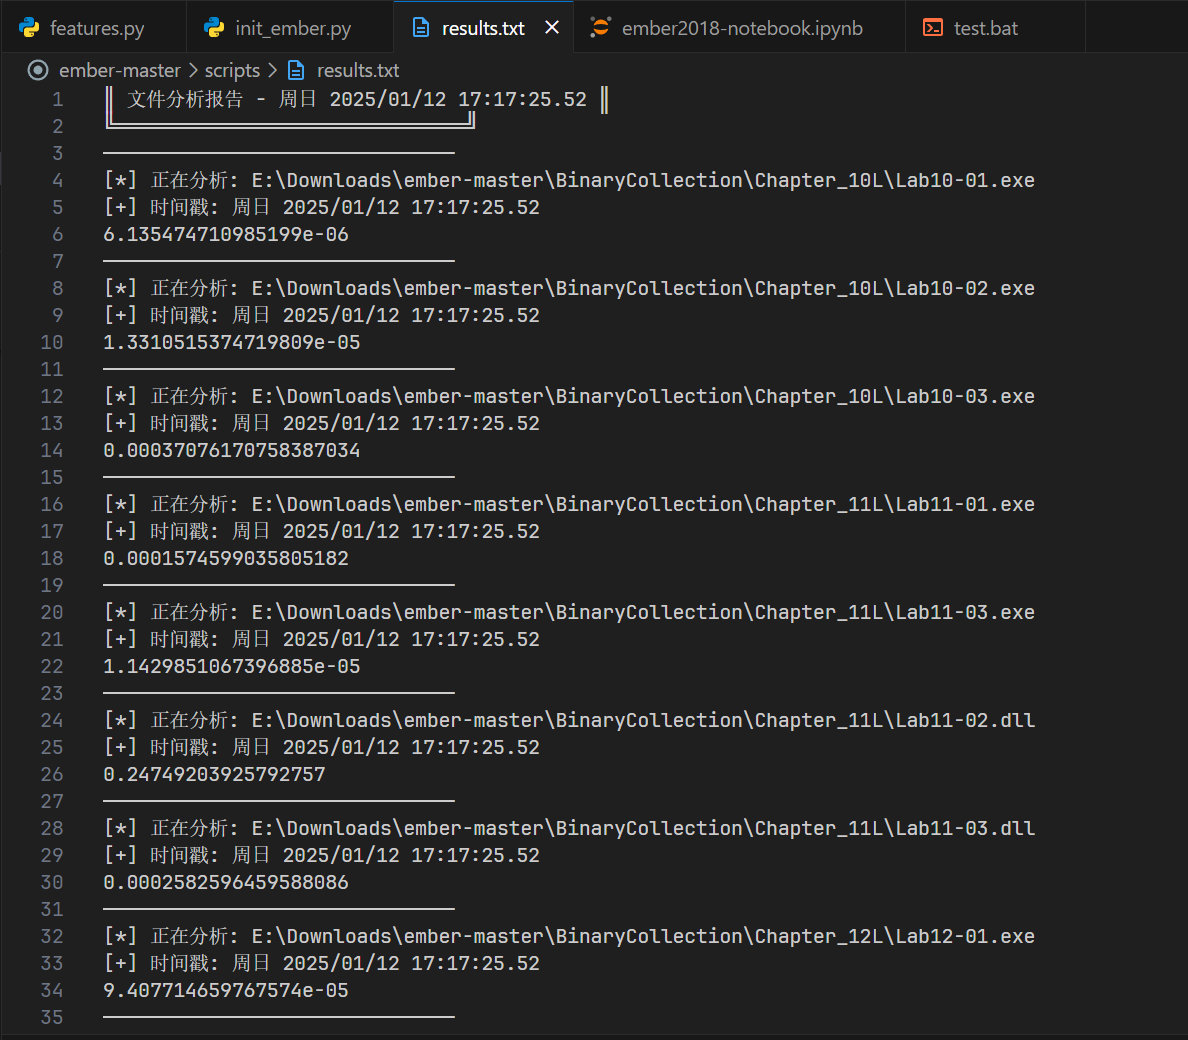 features.py init_ember.py results.txt ember2018-notebook.ipynb test.bat
ember-master > scripts > results.txt
1 ║ 文件分析报告 - 周日 2025/01/12 17:17:25.52 ║
2 ╚══════════════════════════════╝
3 ──────────────────────────────
4 [*] 正在分析: E:\Downloads\ember-master\BinaryCollection\Chapter_10L\Lab10-01.exe
5 [+] 时间戳: 周日 2025/01/12 17:17:25.52
6 6.135474710985199e-06
7 ──────────────────────────────
8 [*] 正在分析: E:\Downloads\ember-master\BinaryCollection\Chapter_10L\Lab10-02.exe
9 [+] 时间戳: 周日 2025/01/12 17:17:25.52
10 1.3310515374719809e-05
11 ──────────────────────────────
12 [*] 正在分析: E:\Downloads\ember-master\BinaryCollection\Chapter_10L\Lab10-03.exe
13 [+] 时间戳: 周日 2025/01/12 17:17:25.52
14 0.00037076170758387034
15 ──────────────────────────────
16 [*] 正在分析: E:\Downloads\ember-master\BinaryCollection\Chapter_11L\Lab11-01.exe
17 [+] 时间戳: 周日 2025/01/12 17:17:25.52
18 0.0001574599035805182
19 ──────────────────────────────
20 [*] 正在分析: E:\Downloads\ember-master\BinaryCollection\Chapter_11L\Lab11-03.exe
21 [+] 时间戳: 周日 2025/01/12 17:17:25.52
22 1.1429851067396885e-05
23 ──────────────────────────────
24 [*] 正在分析: E:\Downloads\ember-master\BinaryCollection\Chapter_11L\Lab11-02.dll
25 [+] 时间戳: 周日 2025/01/12 17:17:25.52
26 0.24749203925792757
27 ──────────────────────────────
28 [*] 正在分析: E:\Downloads\ember-master\BinaryCollection\Chapter_11L\Lab11-03.dll
29 [+] 时间戳: 周日 2025/01/12 17:17:25.52
30 0.0002582596459588086
31 ──────────────────────────────
32 [*] 正在分析: E:\Downloads\ember-master\BinaryCollection\Chapter_12L\Lab12-01.exe
33 [+] 时间戳: 周日 2025/01/12 17:17:25.52
34 9.407714659767574e-05
35 ──────────────────────────────